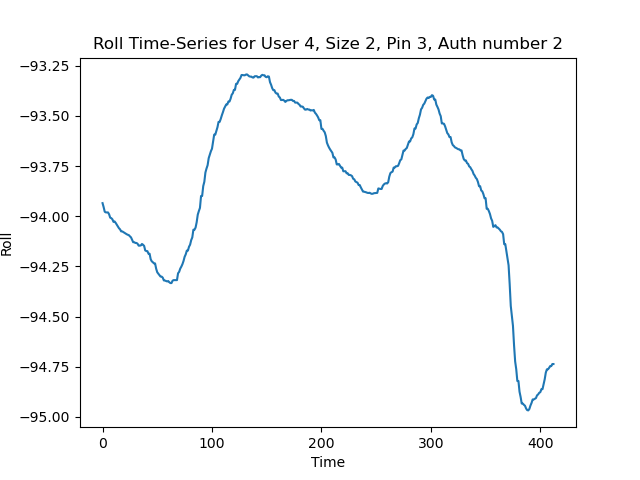 Roll Time-Series for User 4, Size 2, Pin 3, Auth number 2
−93.25
−93.50
−93.75
−94.00
−94.25
−94.50
−94.75
−95.00
Roll
0 100 200 300 400
Time